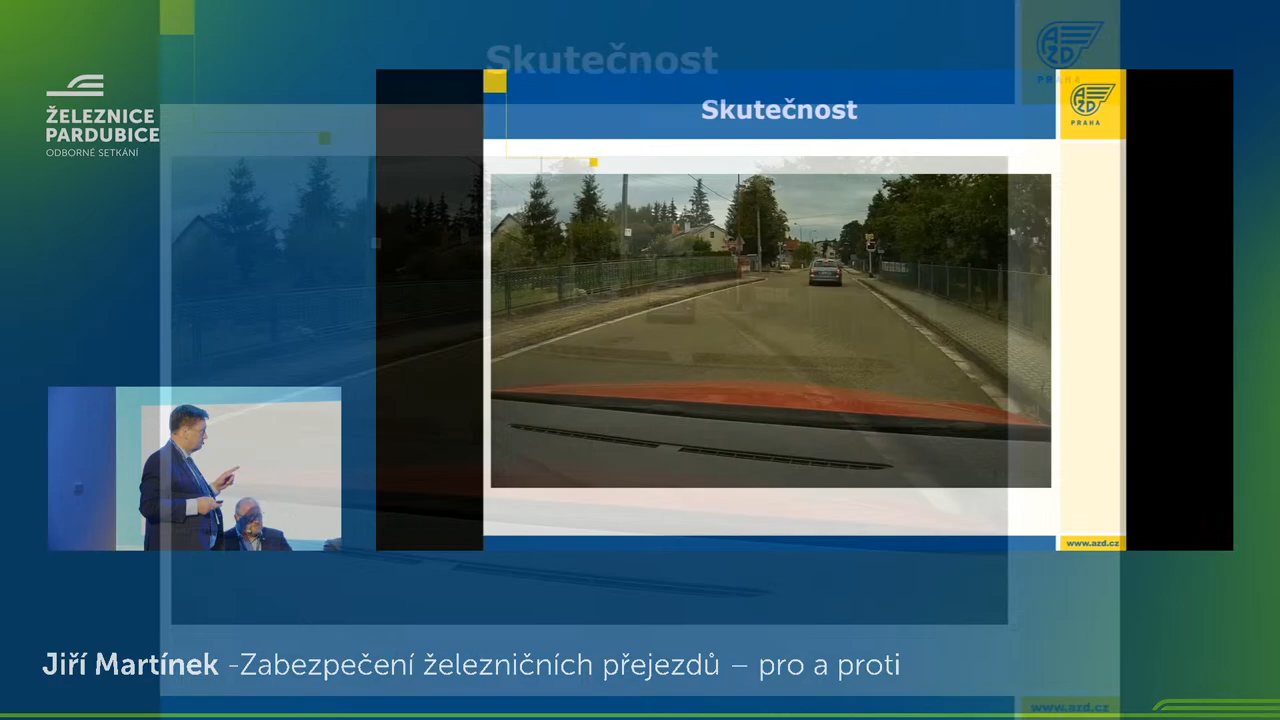 Skutečnost
AŽD
PRAHA
ŽELEZNICE
PARDUBICE
ODBORNÉ SETKÁNÍ
Skutečnost
AŽD
PRAHA
www.azd.cz
Jiří Martínek -Zabezpečení železničních přejezdů – pro a proti
www.azd.cz